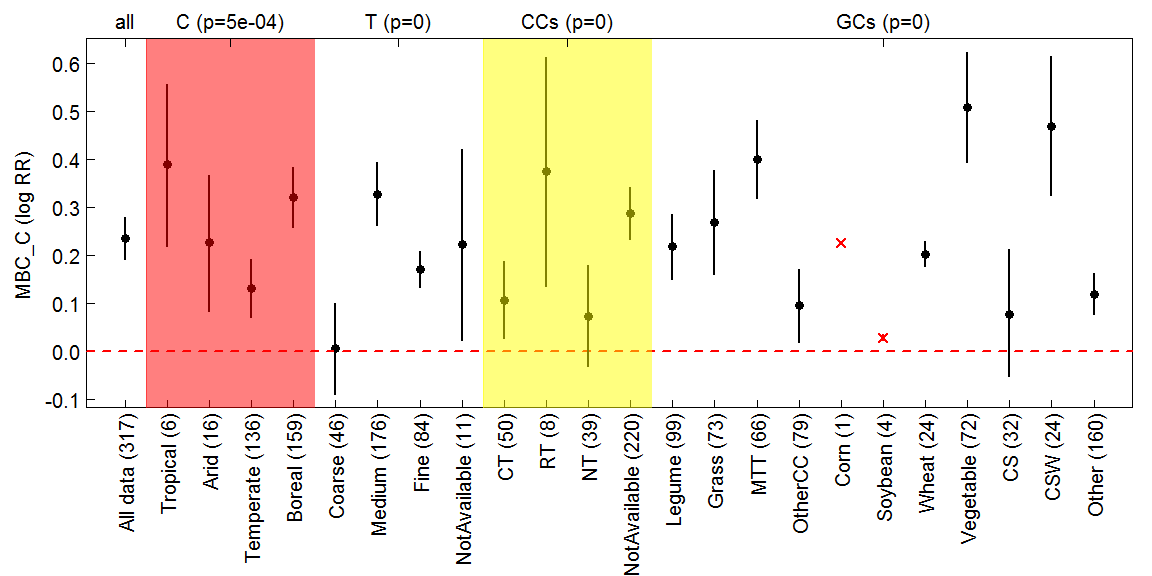 all C (p=5e-04) T (p=0) CCs (p=0) GCs (p=0)
MBC_C (log RR)
0.6
0.5
0.4
0.3
0.2
0.1
0.0
-0.1
All data (317)
Tropical (6)
Arid (16)
Temperate (136)
Boreal (159)
Coarse (46)
Medium (176)
Fine (84)
NotAvailable (11)
CT (50)
RT (8)
NT (39)
NotAvailable (220)
Legume (99)
Grass (73)
MTT (66)
OtherCC (79)
Corn (1)
Soybean (4)
Wheat (24)
Vegetable (72)
CS (32)
CSW (24)
Other (160)